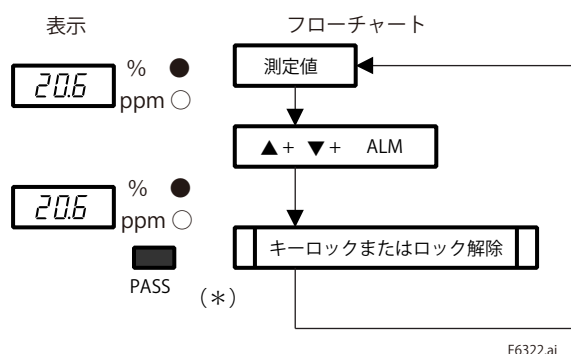 表示
フローチャート
20.6
%
ppm
測定値
▲+ ▼+ ALM
20.6
%
ppm
PASS
(*)
キーロックまたはロック解除
F6322.ai